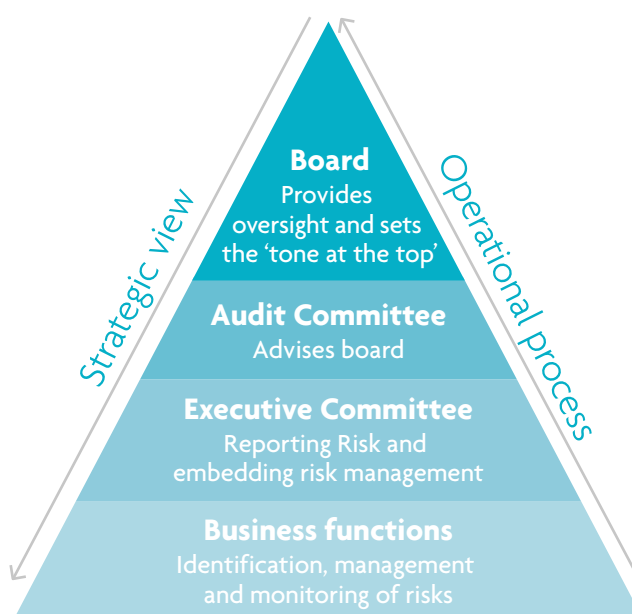 Board
Provides
oversight and sets
the ‘tone at the top’
Strategic view
Operational process
Audit Committee
Advises board
Executive Committee
Reporting Risk and
embedding risk management
Business functions
Identification, management
and monitoring of risks